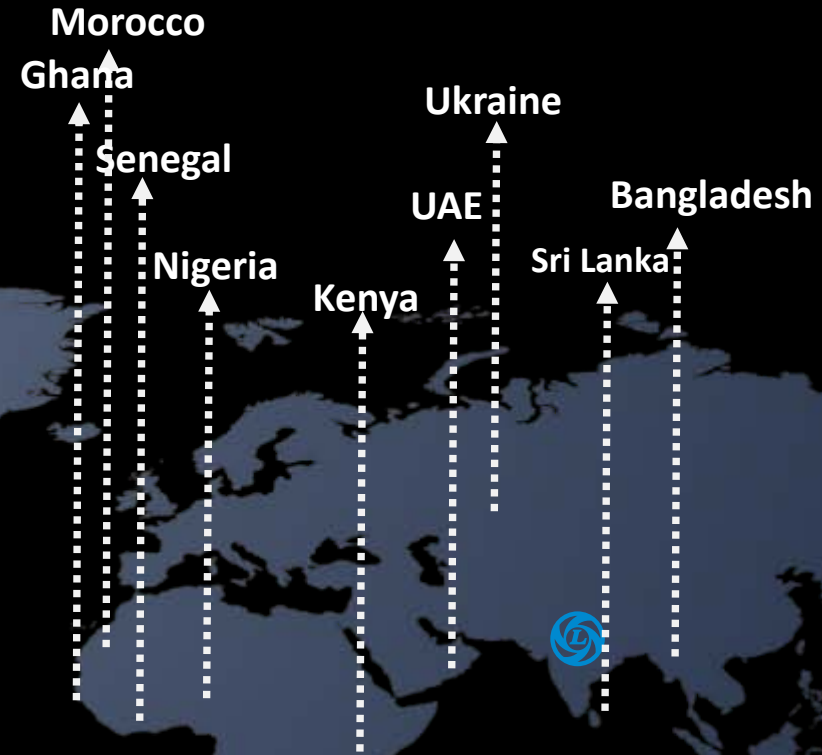 Morocco
Ghana
Senegal
Nigeria
Kenya
UAE
Ukraine
Sri Lanka
Bangladesh
L